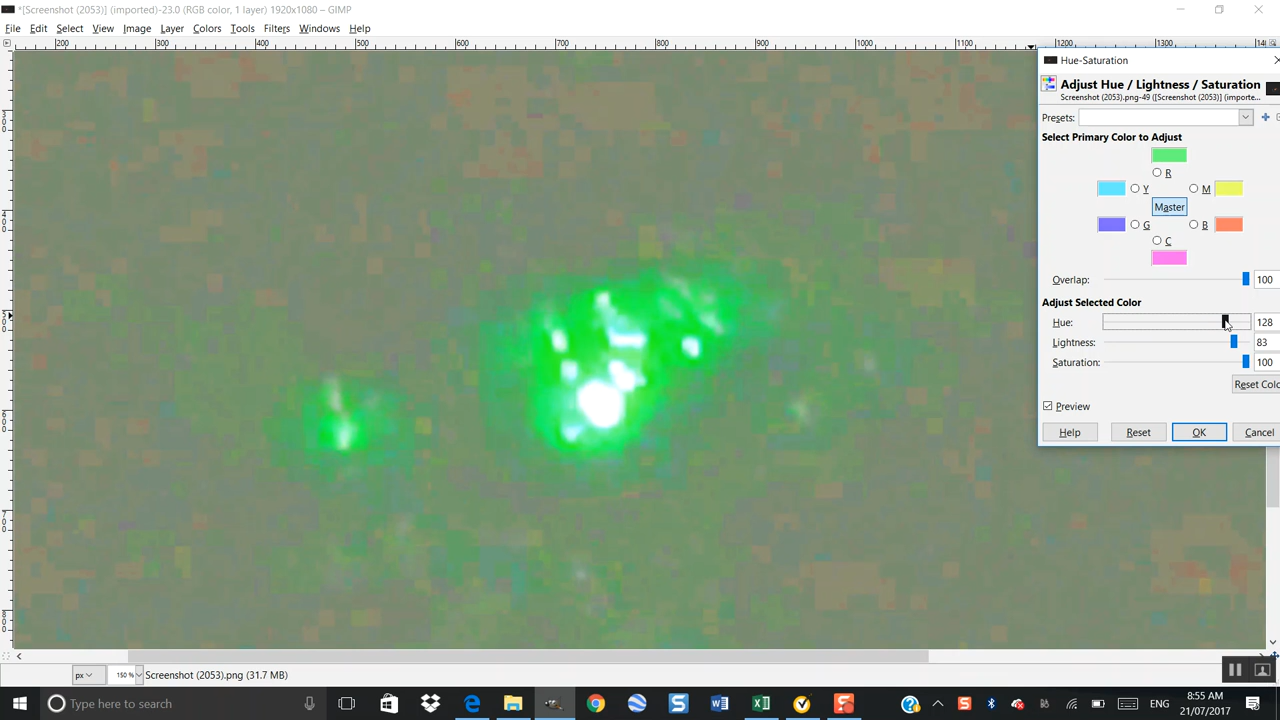 *[Screenshot (2053)] (imported)-23.0 (RGB color, 1 layer) 1920x1080 – GIMP
File Edit Select View Image Layer Colors Tools Filters Windows Help
200 300 400 500 600 700 800 900 1000 1100 1200 1300
Hue-Saturation
Adjust Hue / Lightness / Saturation
Screenshot (2053).png-49 ([Screenshot (2053)] (importe...
Presets:
Select Primary Color to Adjust
R
Y M
Master
G B
C
Overlap: 100
Adjust Selected Color
Hue: 128
Lightness: 83
Saturation: 100
Reset Colo
Preview
Help Reset OK Cancel
px 150 % Screenshot (2053).png (31.7 MB)
Type here to search
ENG
8:55 AM
21/07/2017